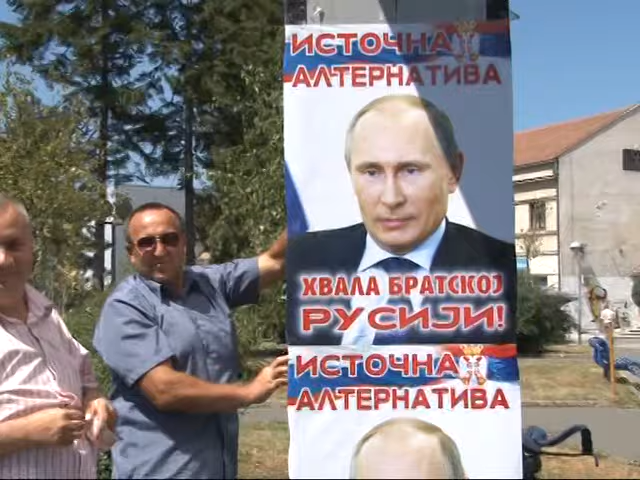 ИСТОЧНА
АЛТЕРНАТИВА
ХВАЛА БРАТСКОЈ
РУСИЈИ!
ИСТОЧНА
АЛТЕРНАТИВА